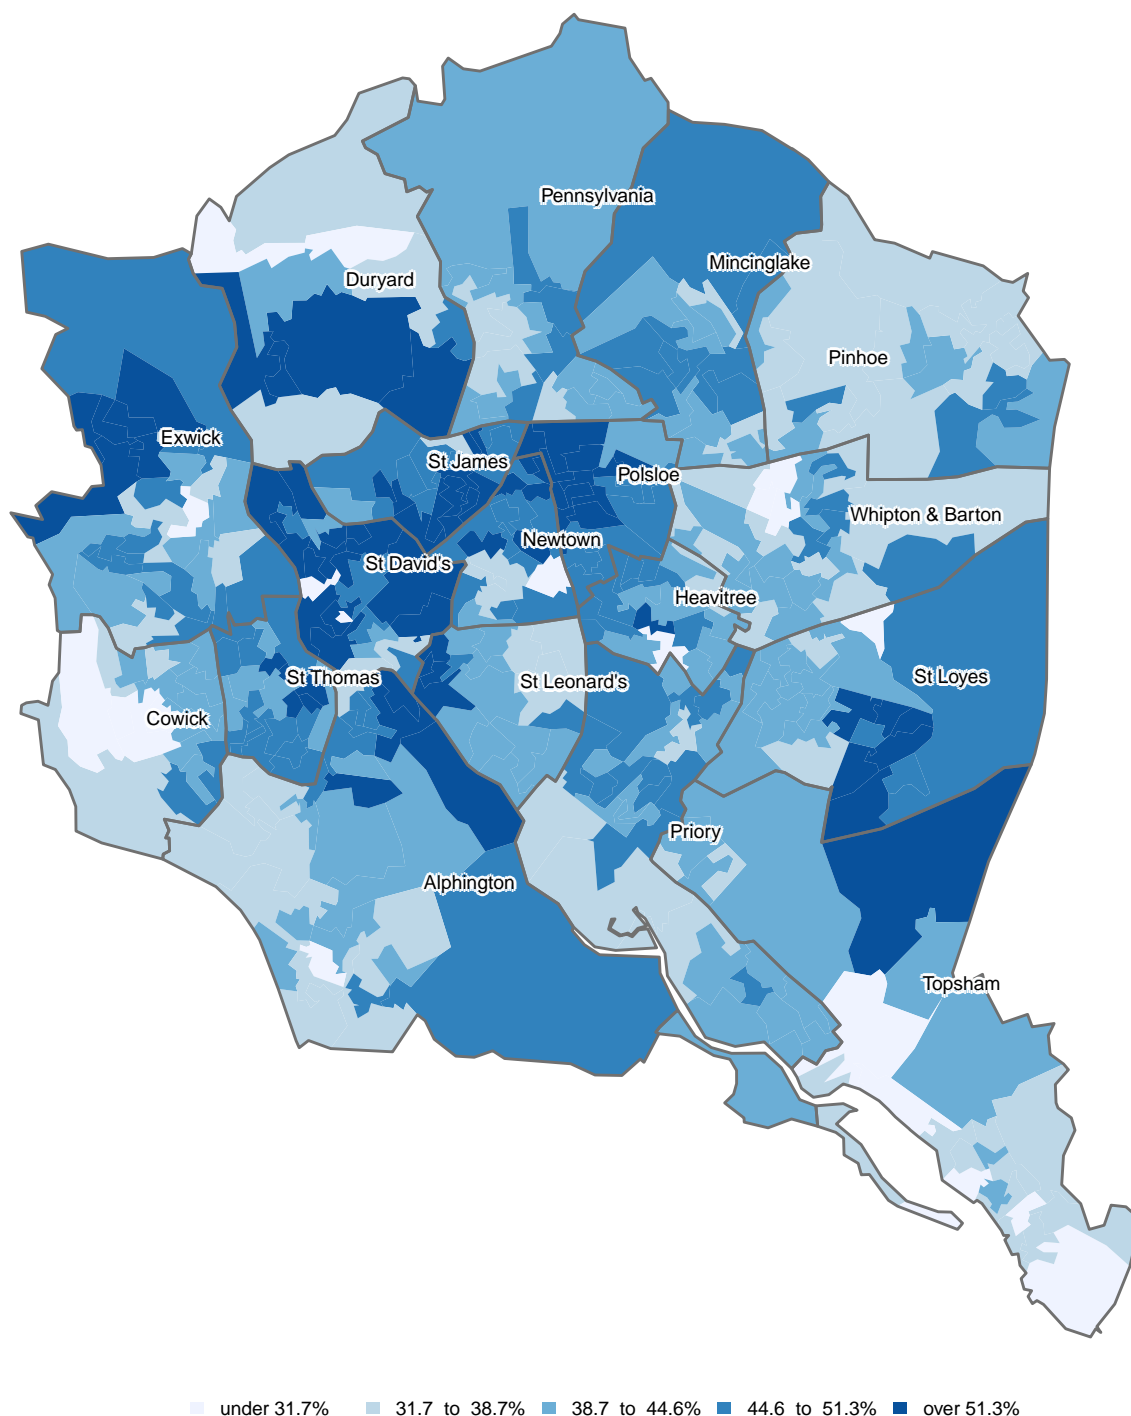 Pennsylvania
Mincinglake
Duryard
Pinhoe
Exwick
St James
Polsloe
Whipton & Barton
Newtown
St David's
Heavitree
St Thomas
St Leonard's
St Loyes
Cowick
Priory
Alphington
Topsham
under 31.7% 31.7 to 38.7% 38.7 to 44.6% 44.6 to 51.3% over 51.3%